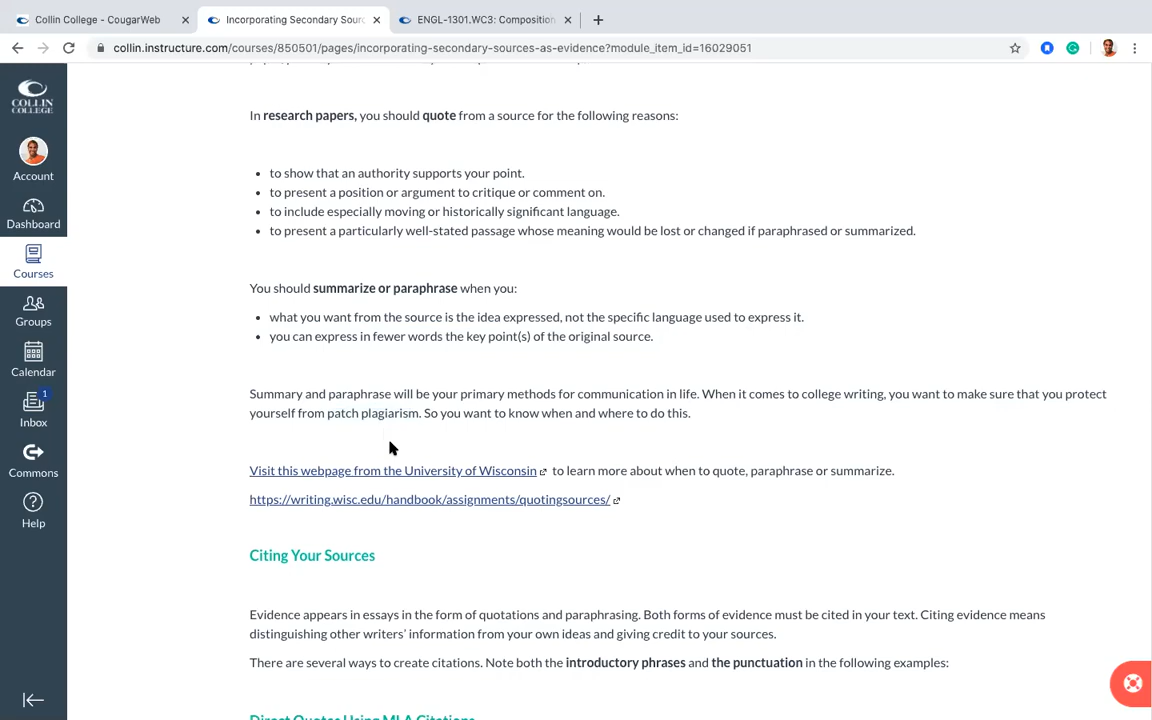 Collin College - CougarWeb
Incorporating Secondary Sourc
ENGL-1301.WC3: Composition
collin.instructure.com/courses/850501/pages/incorporating-secondary-sources-as-evidence?module_item_id=16029051
COLLIN
COLLEGE
Account
Dashboard
Courses
Groups
Calendar
1
Inbox
Commons
Help
In research papers, you should quote from a source for the following reasons:
• to show that an authority supports your point.
• to present a position or argument to critique or comment on.
• to include especially moving or historically significant language.
• to present a particularly well-stated passage whose meaning would be lost or changed if paraphrased or summarized.
You should summarize or paraphrase when you:
• what you want from the source is the idea expressed, not the specific language used to express it.
• you can express in fewer words the key point(s) of the original source.
Summary and paraphrase will be your primary methods for communication in life. When it comes to college writing, you want to make sure that you protect
yourself from patch plagiarism. So you want to know when and where to do this.
Visit this webpage from the University of Wisconsin to learn more about when to quote, paraphrase or summarize.
https://writing.wisc.edu/handbook/assignments/quotingsources/
Citing Your Sources
Evidence appears in essays in the form of quotations and paraphrasing. Both forms of evidence must be cited in your text. Citing evidence means
distinguishing other writers' information from your own ideas and giving credit to your sources.
There are several ways to create citations. Note both the introductory phrases and the punctuation in the following examples:
Direct Quotes Using MLA Citations